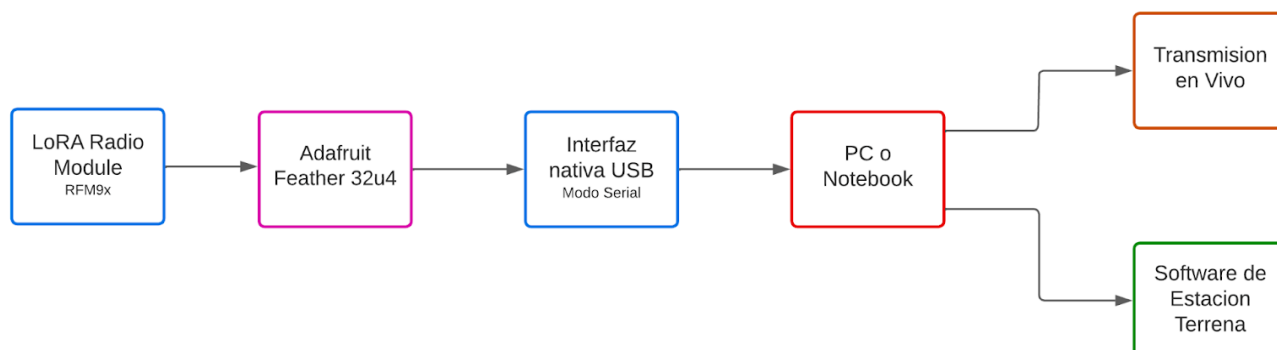 LoRA Radio
Module
RFM9x
Adafruit
Feather 32u4
Interfaz
nativa USB
Modo Serial
PC o
Notebook
Transmision
en Vivo
Software de
Estacion
Terrena